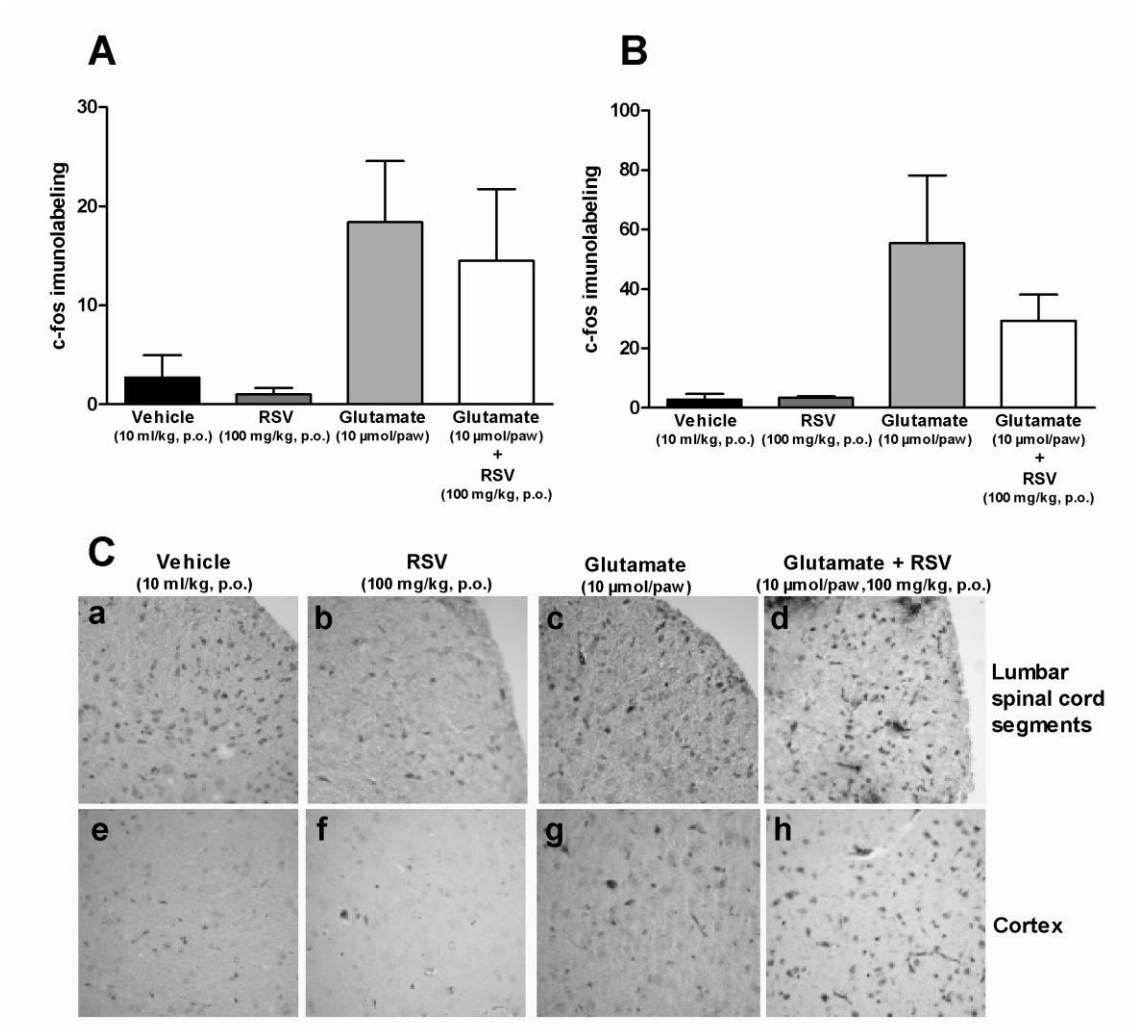 A
B
30
20
10
0
c-fos imunolabeling
Vehicle
(10 ml/kg, p.o.)
RSV
(100 mg/kg, p.o.)
Glutamate
(10 µmol/paw)
Glutamate
(10 µmol/paw)
+
RSV
(100 mg/kg, p.o.)
100
80
60
40
20
0
c-fos imunolabeling
Vehicle
(10 ml/kg, p.o.)
RSV
(100 mg/kg, p.o.)
Glutamate
(10 µmol/paw)
Glutamate
(10 µmol/paw)
+
RSV
(100 mg/kg, p.o.)
C
Vehicle
(10 ml/kg, p.o.)
RSV
(100 mg/kg, p.o.)
Glutamate
(10 µmol/paw)
Glutamate + RSV
(10 µmol/paw,100 mg/kg, p.o.)
a
b
c
d
Lumbar
spinal cord
segments
e
f
g
h
Cortex